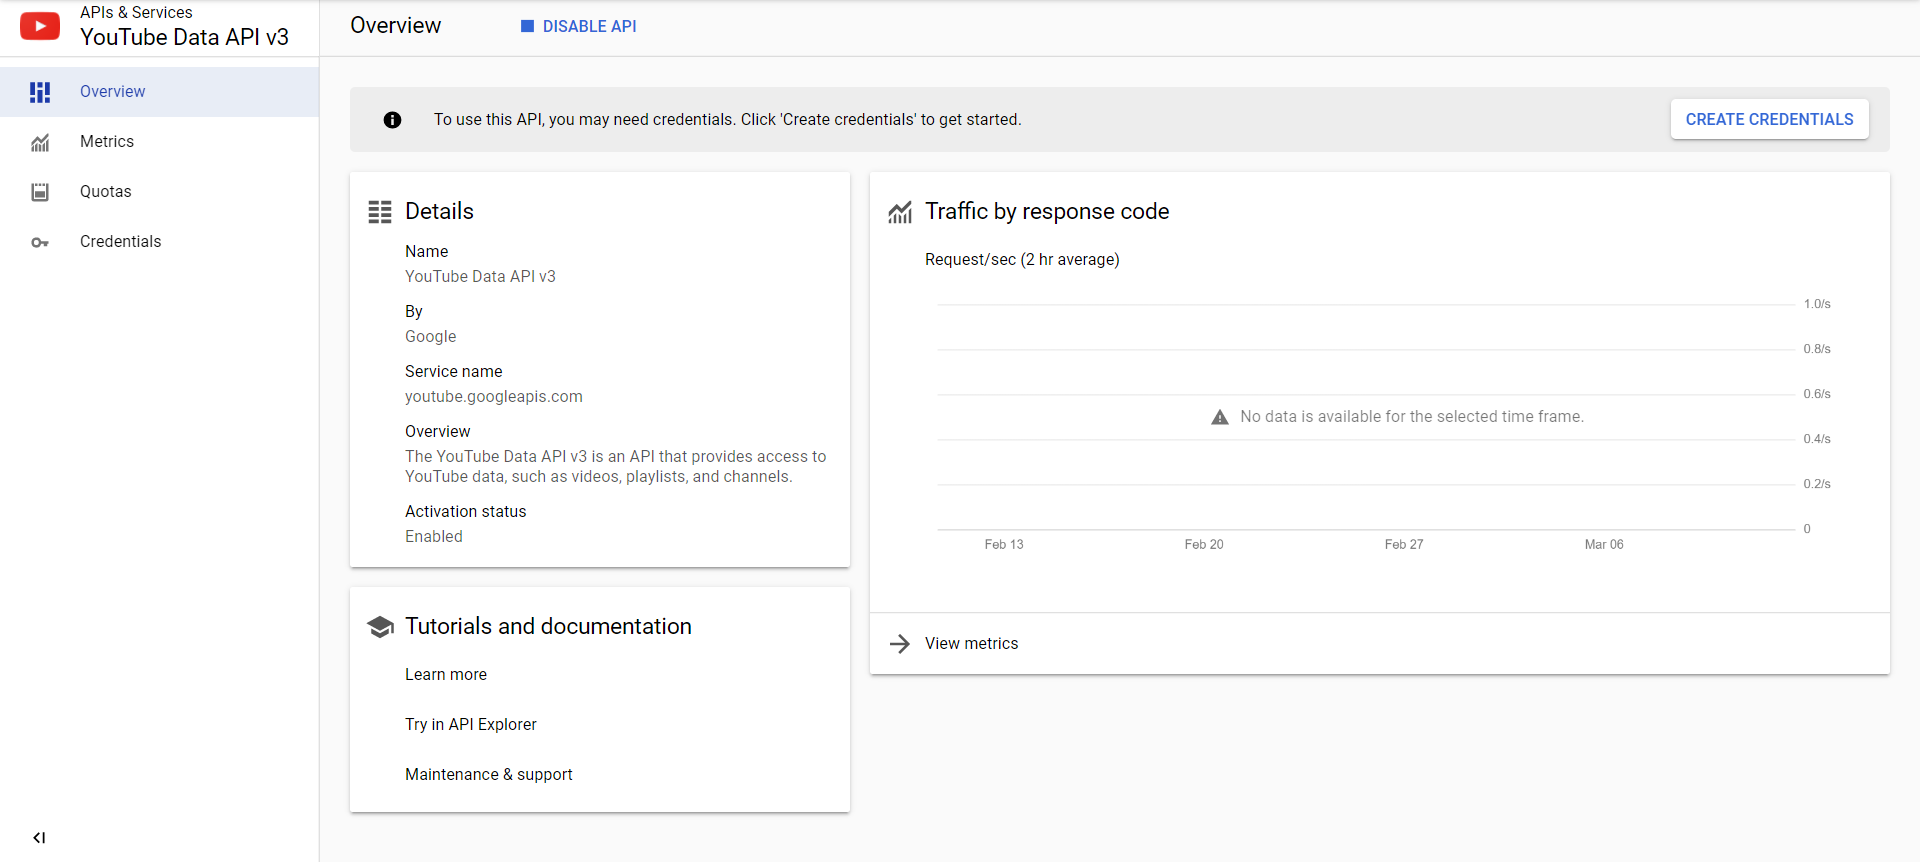 APIs & Services
YouTube Data API v3
Overview
Metrics
Quotas
Credentials
Overview
DISABLE API
To use this API, you may need credentials. Click 'Create credentials' to get started.
CREATE CREDENTIALS
Details
Name
YouTube Data API v3
By
Google
Service name
youtube.googleapis.com
Overview
The YouTube Data API v3 is an API that provides access to
YouTube data, such as videos, playlists, and channels.
Activation status
Enabled
Tutorials and documentation
Learn more
Try in API Explorer
Maintenance & support
Traffic by response code
Request/sec (2 hr average)
1.0/s
0.8/s
0.6/s
No data is available for the selected time frame.
0.4/s
0.2/s
0
Feb 13 Feb 20 Feb 27 Mar 06
View metrics